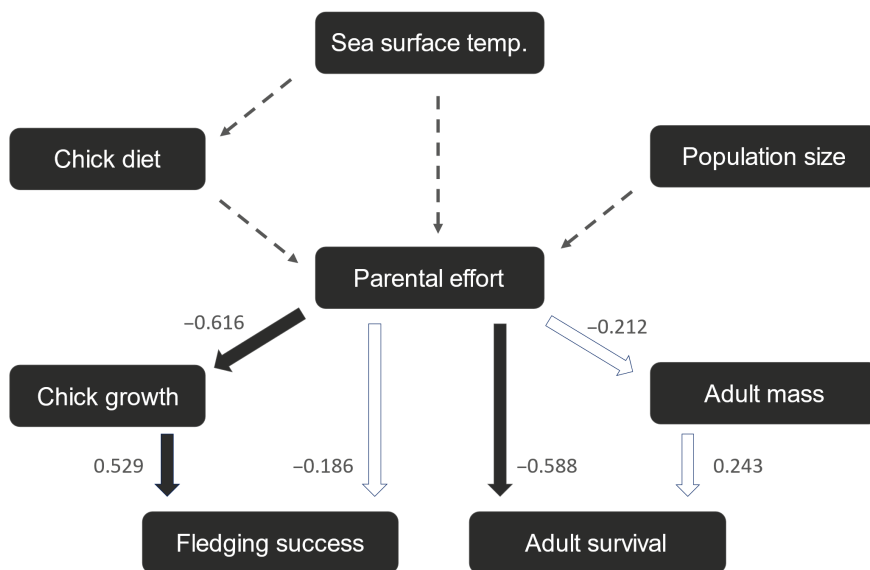 Sea surface temp.
Chick diet
Population size
Parental effort
−0.616
−0.212
Chick growth
Adult mass
0.529
−0.186
−0.588
0.243
Fledging success
Adult survival